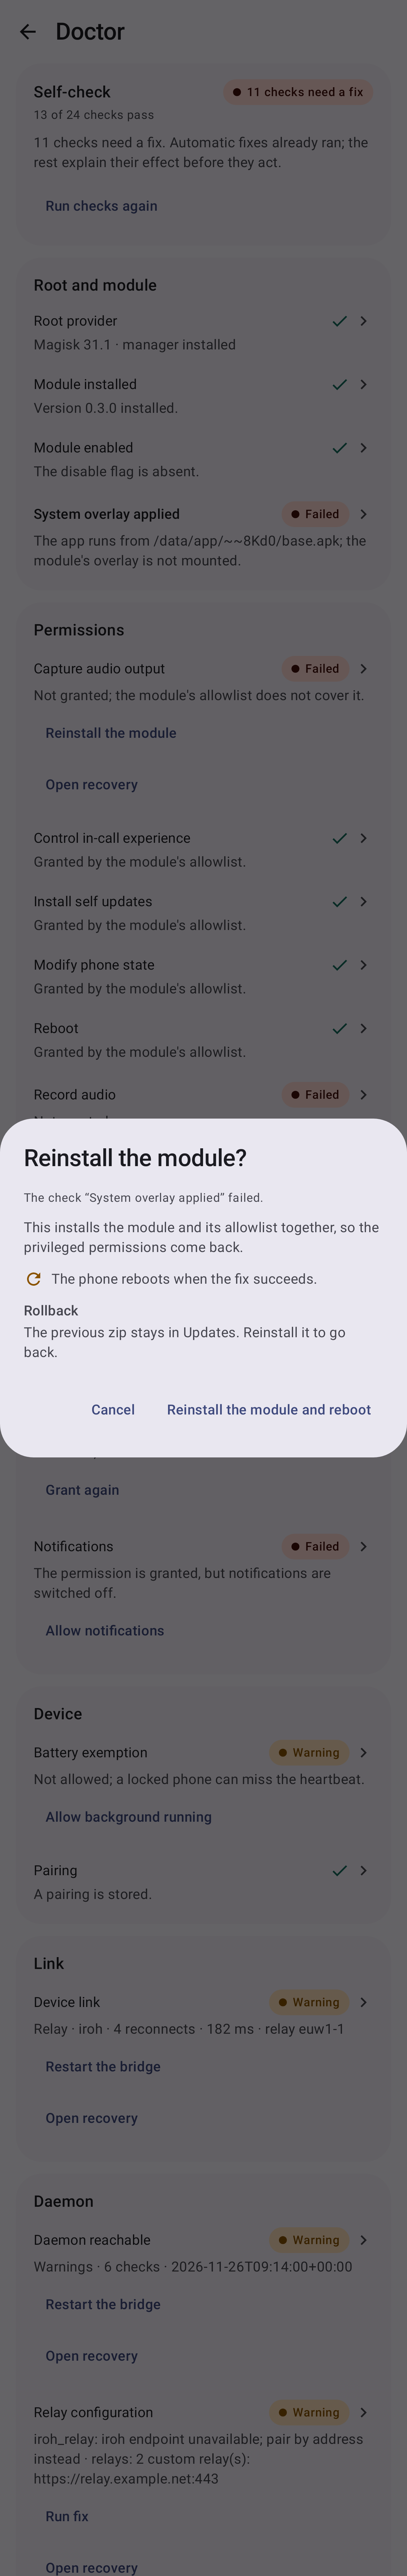 Doctor
Self-check
11 checks need a fix
13 of 24 checks pass
11 checks need a fix. Automatic fixes already ran; the
rest explain their effect before they act.
Run checks again
Root and module
Root provider
Magisk 31.1 · manager installed
Module installed
Version 0.3.0 installed.
Module enabled
The disable flag is absent.
System overlay applied
Failed
The app runs from /data/app/~~8Kd0/base.apk; the
module's overlay is not mounted.
Permissions
Capture audio output
Failed
Not granted; the module's allowlist does not cover it.
Reinstall the module
Open recovery
Control in-call experience
Granted by the module's allowlist.
Install self updates
Granted by the module's allowlist.
Modify phone state
Granted by the module's allowlist.
Reboot
Granted by the module's allowlist.
Record audio
Failed
Reinstall the module?
The check “System overlay applied” failed.
This installs the module and its allowlist together, so the
privileged permissions come back.
The phone reboots when the fix succeeds.
Rollback
The previous zip stays in Updates. Reinstall it to go
back.
Cancel
Reinstall the module and reboot
Grant again
Notifications
Failed
The permission is granted, but notifications are
switched off.
Allow notifications
Device
Battery exemption
Warning
Not allowed; a locked phone can miss the heartbeat.
Allow background running
Pairing
A pairing is stored.
Link
Device link
Warning
Relay · iroh · 4 reconnects · 182 ms · relay euw1-1
Restart the bridge
Open recovery
Daemon
Daemon reachable
Warning
Warnings · 6 checks · 2026-11-26T09:14:00+00:00
Restart the bridge
Open recovery
Relay configuration
Warning
iroh_relay: iroh endpoint unavailable; pair by address
instead · relays: 2 custom relay(s):
https://relay.example.net:443
Run fix
Open recovery